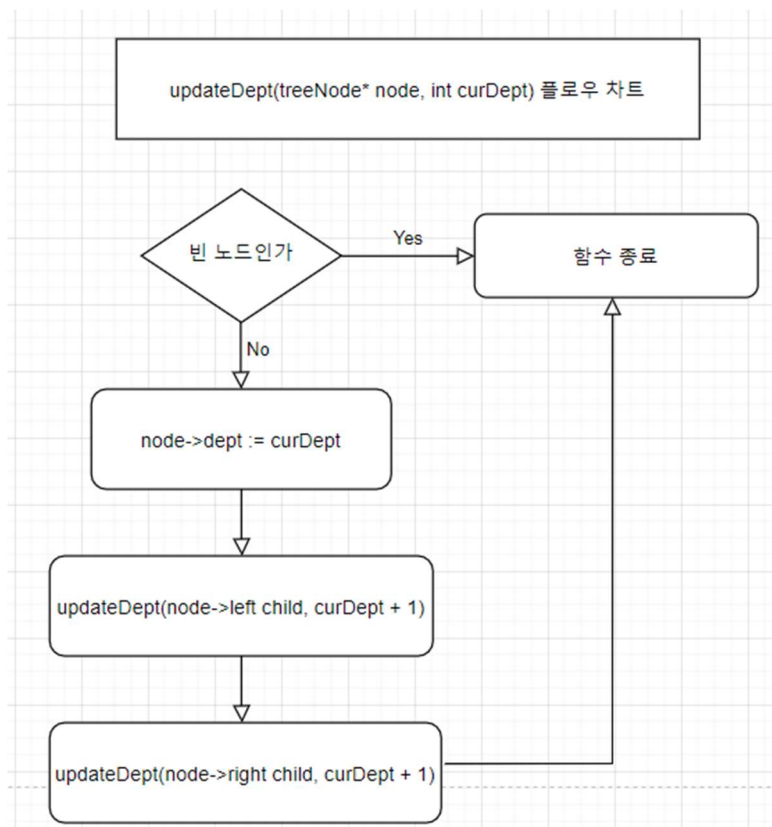 updateDept(treeNode* node, int curDept) 플로우 차트
빈 노드인가
Yes
함수 종료
No
node->dept := curDept
updateDept(node->left child, curDept + 1)
updateDept(node->right child, curDept + 1)